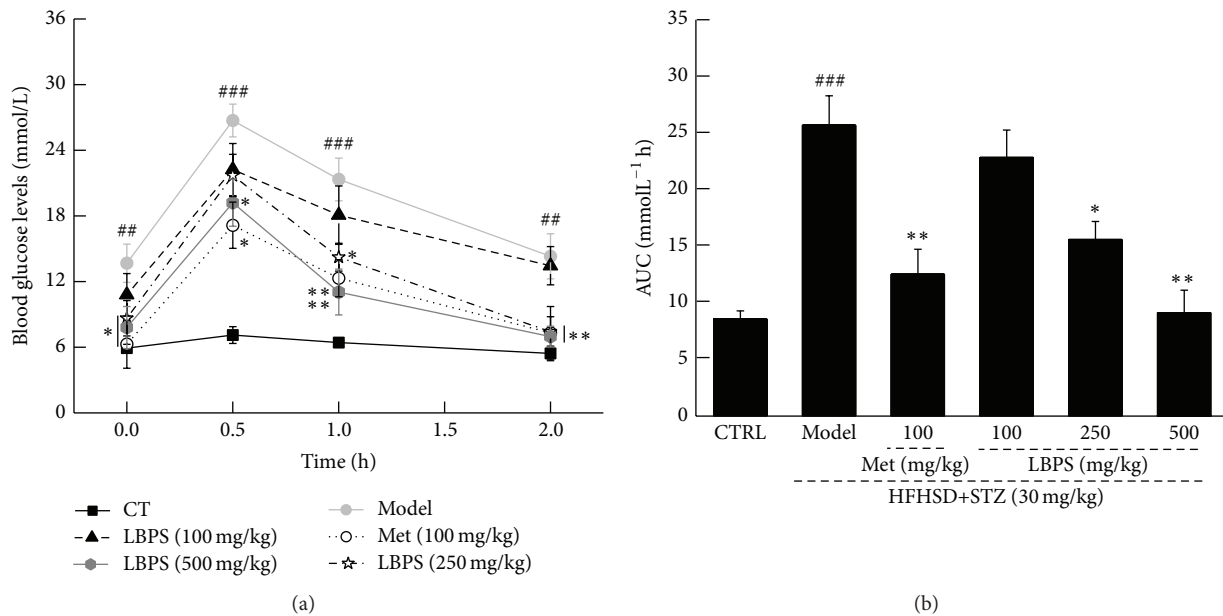 36
30
24
18
12
6
0
Blood glucose levels (mmol/L)
##
###
###
##
*
*
*
*
**
**
**
0.0 0.5 1.0 1.5 2.0
Time (h)
CT
LBPS (100 mg/kg)
LBPS (500 mg/kg)
Model
Met (100 mg/kg)
LBPS (250 mg/kg)
(a)
35
30
25
20
15
10
5
0
AUC (mmolL−1 h)
###
**
*
**
CTRL Model 100 100 250 500
Met (mg/kg) LBPS (mg/kg)
HFHSD+STZ (30 mg/kg)
(b)